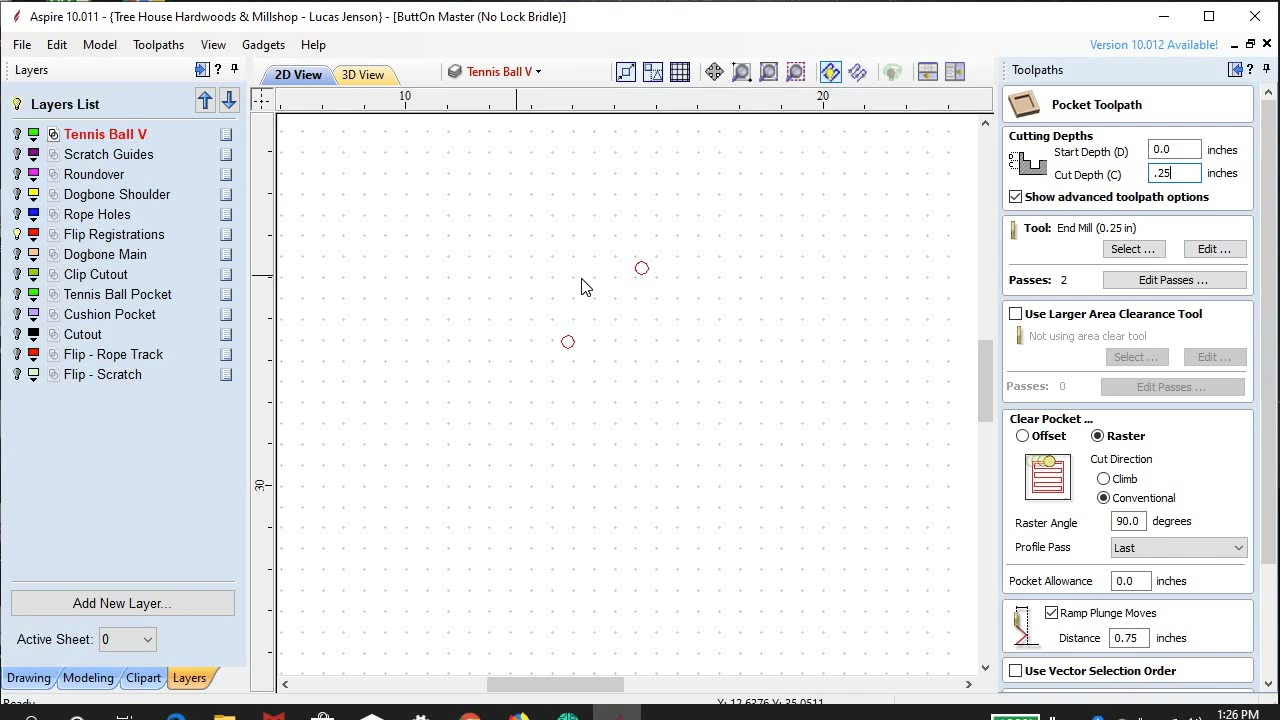 Aspire 10.011 - {Tree House Hardwoods & Millshop - Lucas Jenson} - [ButtOn Master (No Lock Bridle)]
File Edit Model Toolpaths View Gadgets Help
Version 10.012 Available!
Layers
2D View
3D View
Tennis Ball V
Toolpaths
Layers List
Tennis Ball V
Scratch Guides
Roundover
Dogbone Shoulder
Rope Holes
Flip Registrations
Dogbone Main
Clip Cutout
Tennis Ball Pocket
Cushion Pocket
Cutout
Flip - Rope Track
Flip - Scratch
Add New Layer...
Active Sheet: 0
Drawing Modeling Clipart Layers
Ready
10 20
30
X: 12.6376 Y: 35.0511
Pocket Toolpath
Cutting Depths
Start Depth (D) 0.0 inches
Cut Depth (C) .25 inches
Show advanced toolpath options
Tool: End Mill (0.25 in)
Select ... Edit ...
Passes: 2 Edit Passes ...
Use Larger Area Clearance Tool
Not using area clear tool
Select ... Edit ...
Passes: 0 Edit Passes ...
Clear Pocket ...
Offset Raster
Cut Direction
Climb
Conventional
Raster Angle 90.0 degrees
Profile Pass Last
Pocket Allowance 0.0 inches
Ramp Plunge Moves
Distance 0.75 inches
Use Vector Selection Order
1:26 PM